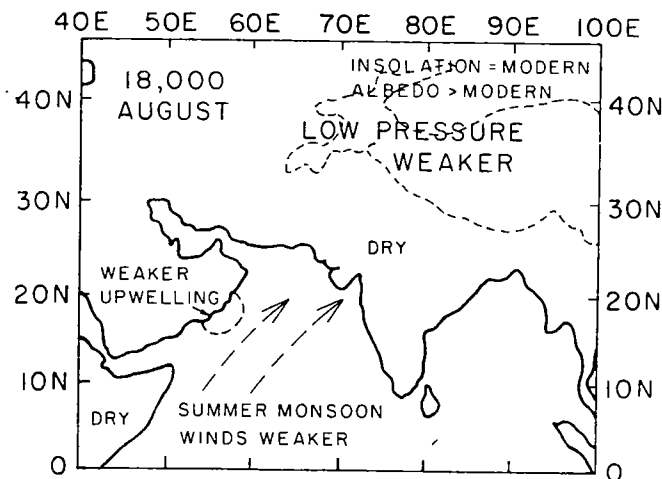 40E 50E 60E 70E 80E 90E 100E
18,000
AUGUST
INSOLATION = MODERN
ALBEDO > MODERN
40N
40N
LOW PRESSURE
WEAKER
30N
30N
DRY
WEAKER
UPWELLING
20N
20N
10N
10N
DRY
SUMMER MONSOON
WINDS WEAKER
0
0